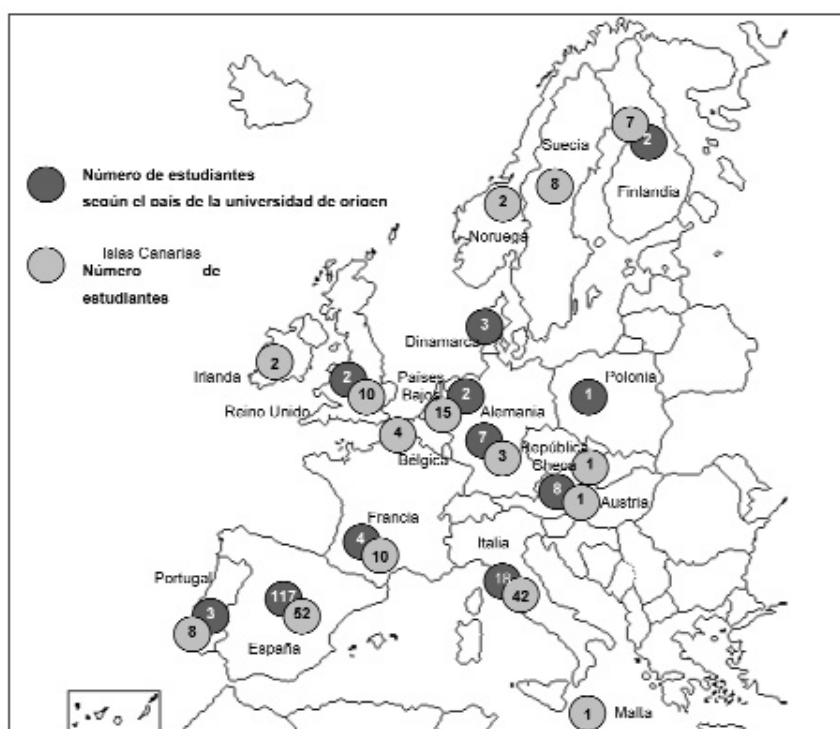 7
2
Suecia
Número de estudiantes
según el país de la universidad de origen
8
Finlandia
2
Noruega
Islas Canarias
Número de
estudiantes
3
Dinamarca
2
Irlanda
2
10
Reino Unido
Países
Bajos
2
15
Alemania
Polonia
1
4
Bélgica
7
3
República
Checa
1
8
1
Austria
Francia
4
10
Italia
18
42
Portugal
3
8
117
52
España
1
Malta